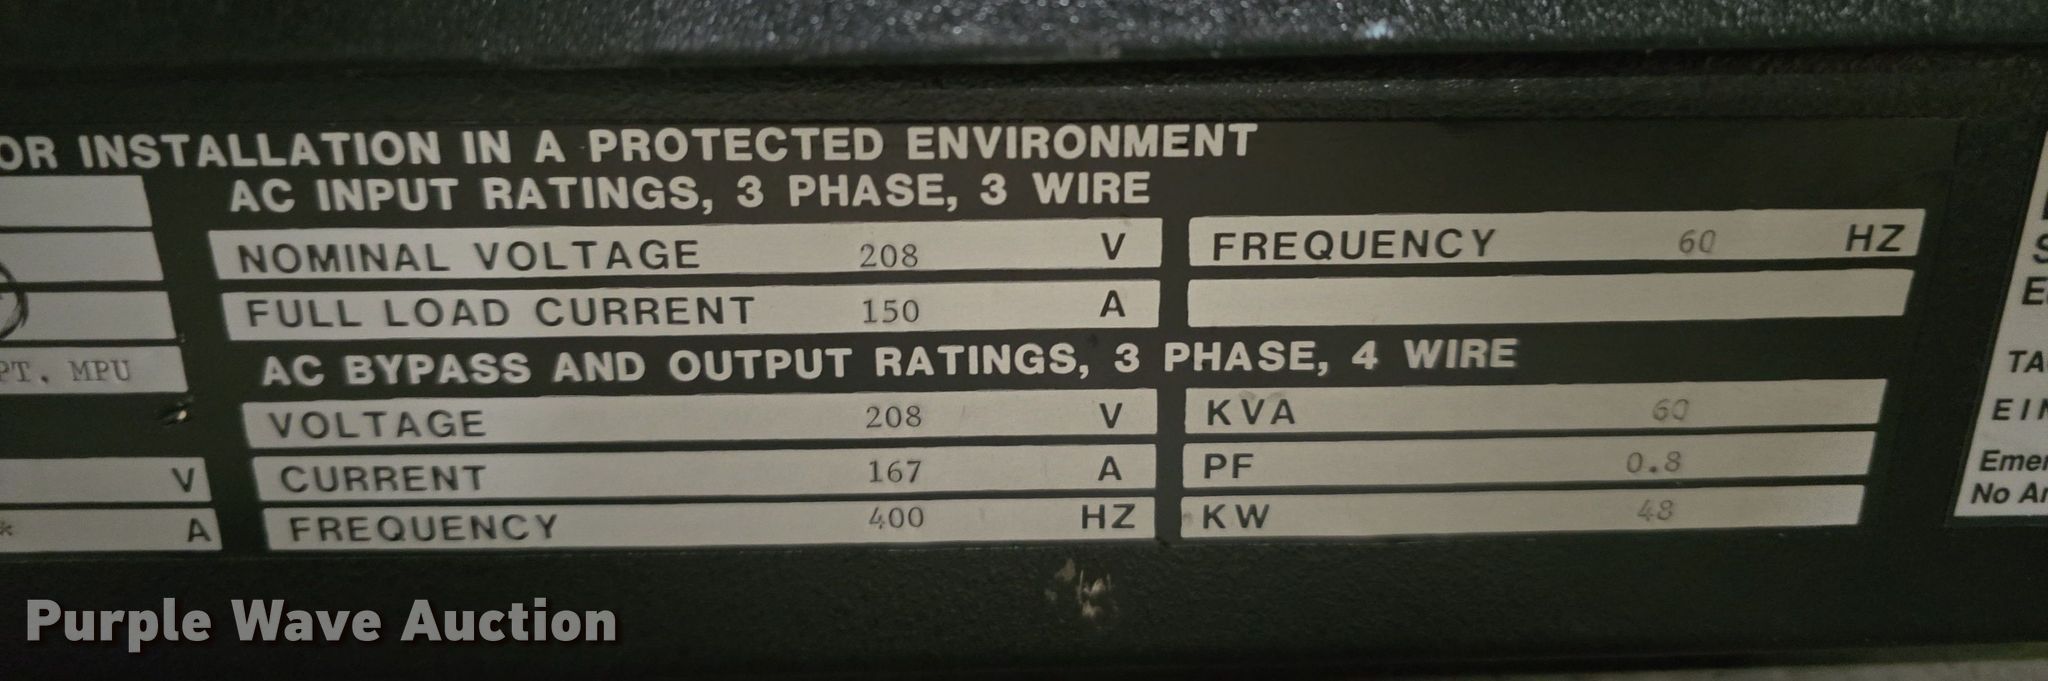 OR INSTALLATION IN A PROTECTED ENVIRONMENT
AC INPUT RATINGS, 3 PHASE, 3 WIRE
NOMINAL VOLTAGE 208 V FREQUENCY 60 HZ
FULL LOAD CURRENT 150 A
PT. MPU
AC BYPASS AND OUTPUT RATINGS, 3 PHASE, 4 WIRE
VOLTAGE 208 V KVA 60
V CURRENT 167 A PF 0.8
* A FREQUENCY 400 HZ KW 48
TA
EIN
Emer
No Ar
Purple Wave Auction